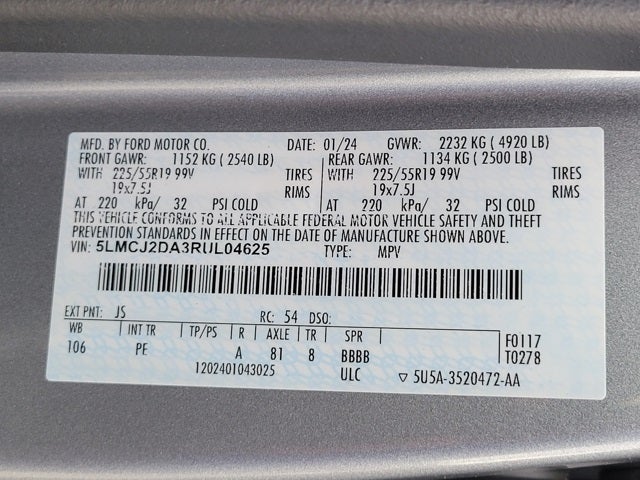 MFD. BY FORD MOTOR CO. DATE: 01/24 GVWR: 2232 KG ( 4920 LB)
FRONT GAWR: 1152 KG ( 2540 LB) REAR GAWR: 1134 KG ( 2500 LB)
WITH 225/55R19 99V TIRES WITH 225/55R19 99V TIRES
19x7.5J RIMS 19x7.5J RIMS
AT 220 kPa/ 32 PSI COLD AT 220 kPa/ 32 PSI COLD
THIS VEHICLE CONFORMS TO ALL APPLICABLE FEDERAL MOTOR VEHICLE SAFETY AND THEFT
PREVENTION STANDARDS IN EFFECT ON THE DATE OF MANUFACTURE SHOWN ABOVE.
VIN: 5LMCJ2DA3RUL04625 TYPE: MPV
EXT PNT: JS RC: 54 DSO:
WB INT TR TP/PS R AXLE TR SPR F0117
106 PE A 81 8 BBBB T0278
1202401043025 ULC ▽ 5U5A-3520472-AA